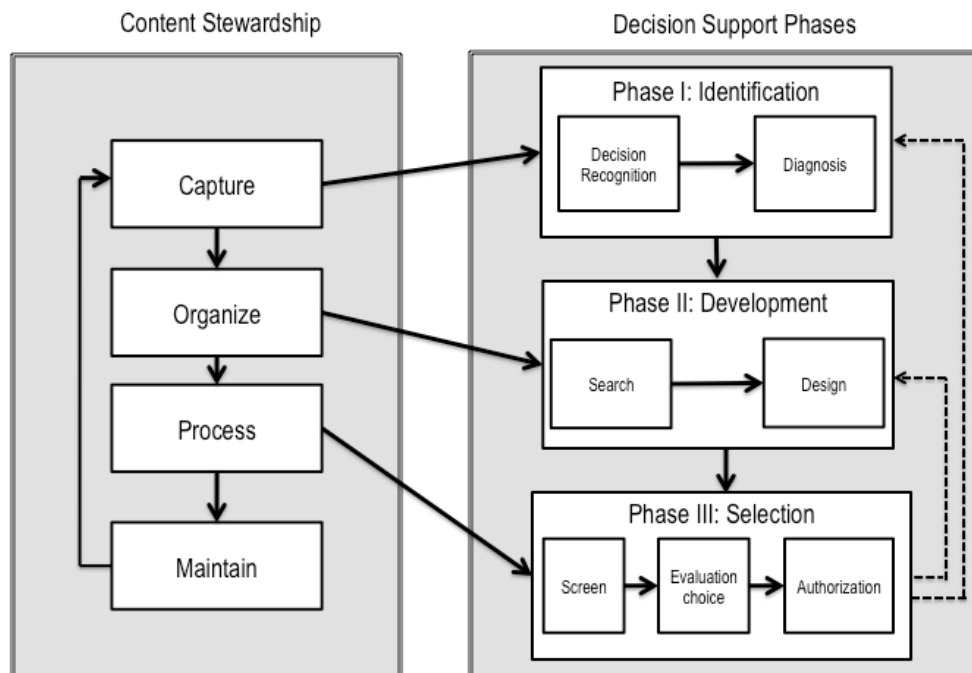 Content Stewardship
Decision Support Phases
Capture
Organize
Process
Maintain
Phase I: Identification
Decision
Recognition
Diagnosis
Phase II: Development
Search
Design
Phase III: Selection
Screen
Evaluation
choice
Authorization